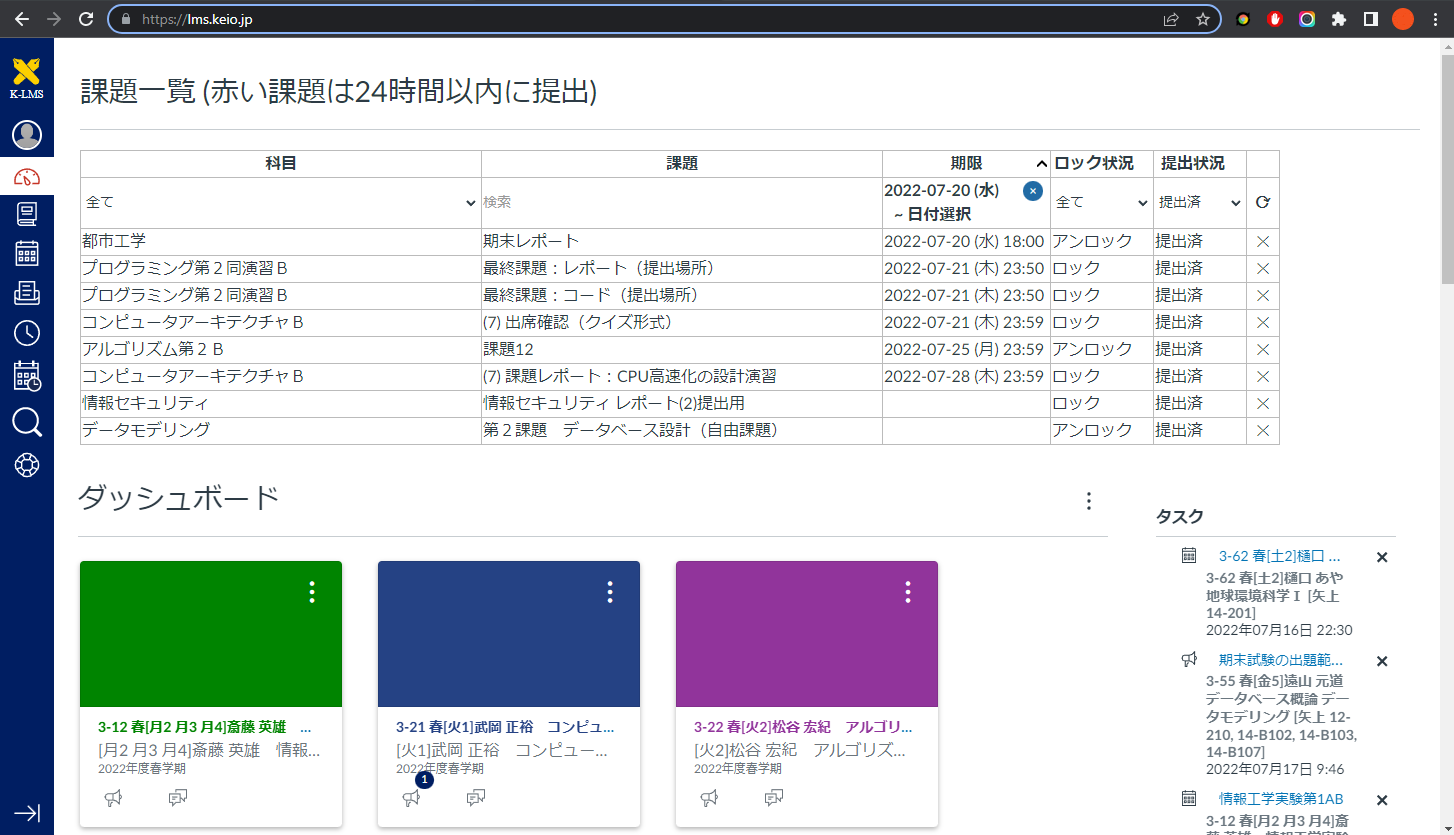 https://lms.keio.jp
K-LMS
課題一覧 (赤い課題は24時間以内に提出)
科目 課題 期限 ロック状況 提出状況
全て 検索 2022-07-20 (水) 全て 提出済
~ 日付選択
都市工学 期末レポート 2022-07-20 (水) 18:00 アンロック 提出済
プログラミング第２同演習Ｂ 最終課題：レポート（提出場所） 2022-07-21 (木) 23:50 ロック 提出済
プログラミング第２同演習Ｂ 最終課題：コード（提出場所） 2022-07-21 (木) 23:50 ロック 提出済
コンピュータアーキテクチャＢ (7) 出席確認（クイズ形式） 2022-07-21 (木) 23:59 ロック 提出済
アルゴリズム第２Ｂ 課題12 2022-07-25 (月) 23:59 アンロック 提出済
コンピュータアーキテクチャＢ (7) 課題レポート：CPU高速化の設計演習 2022-07-28 (木) 23:59 ロック 提出済
情報セキュリティ 情報セキュリティ レポート(2)提出用 ロック 提出済
データモデリング 第２課題　データベース設計（自由課題） アンロック 提出済
ダッシュボード
3-12 春[月2 月3 月4]斎藤 英雄　...
[月2 月3 月4]斎藤 英雄　情報...
2022年度春学期
3-21 春[火1]武岡 正裕　コンピュ...
[火1]武岡 正裕　コンピュー...
2022年度春学期
1
3-22 春[火2]松谷 宏紀　アルゴリ...
[火2]松谷 宏紀　アルゴリズ...
2022年度春学期
タスク
3-62 春[土2]樋口 ...
3-62 春[土2]樋口 あや
地球環境科学Ｉ [矢上
14-201]
2022年07月16日 22:30
期末試験の出題範...
3-55 春[金5]遠山 元道
データベース概論 デー
タモデリング [矢上 12-
210, 14-B102, 14-B103,
14-B107]
2022年07月17日 9:46
情報工学実験第1AB
3-12 春[月2 月3 月4]斎